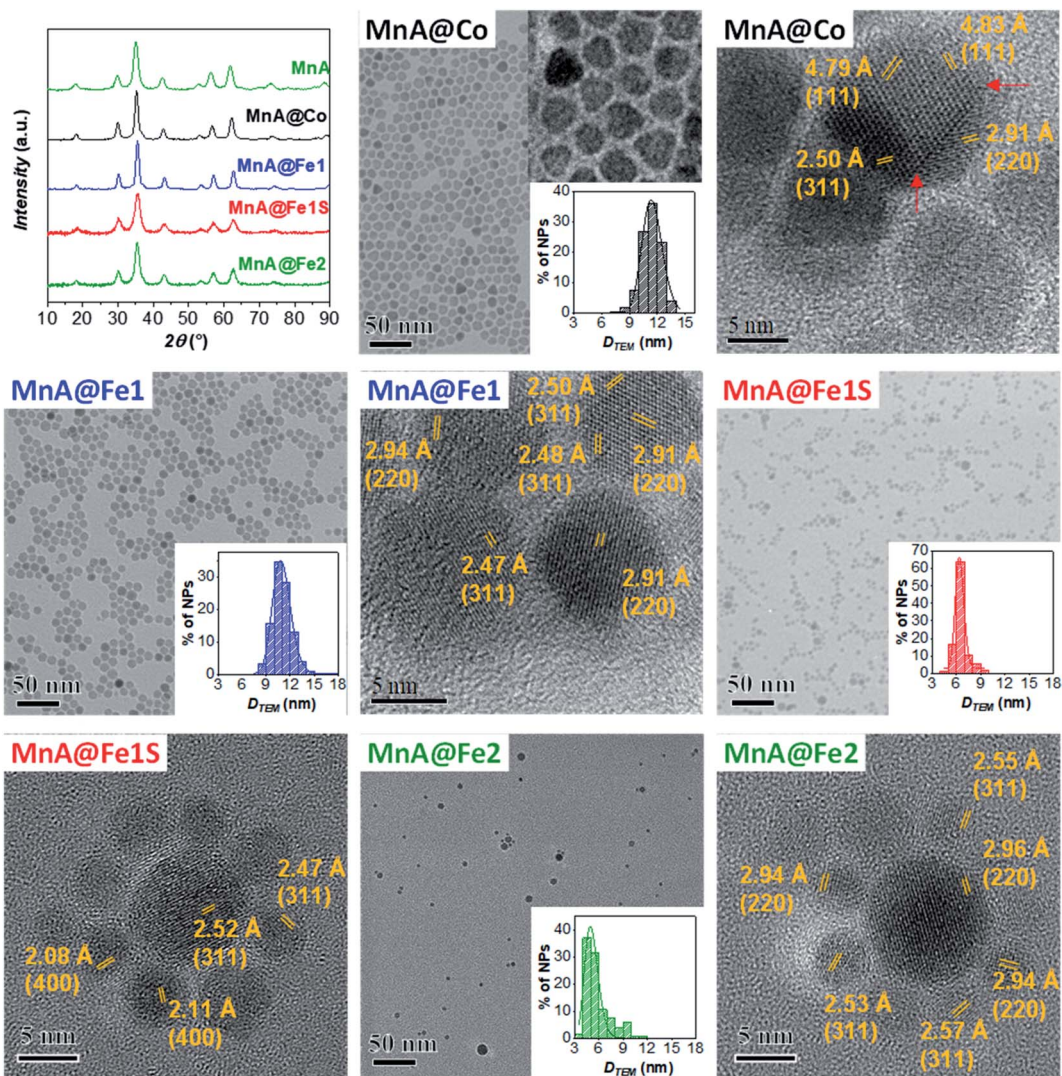 Intensity (a.u.)
MnA
MnA@Co
MnA@Fe1
MnA@Fe1S
MnA@Fe2
10 20 30 40 50 60 70 80 90
2θ (°)
MnA@Co
50 nm
% of NPs
40
30
20
10
0
3 6 9 12 15
D_TEM (nm)
MnA@Co
4.83 Å
(111)
4.79 Å
(111)
2.91 Å
(220)
2.50 Å
(311)
5 nm
MnA@Fe1
50 nm
% of NPs
30
20
10
0
3 6 9 12 15 18
D_TEM (nm)
MnA@Fe1
2.50 Å
(311)
2.94 Å
(220)
2.48 Å
(311)
2.91 Å
(220)
2.47 Å
(311)
2.91 Å
(220)
5 nm
MnA@Fe1S
50 nm
% of NPs
70
60
50
40
30
20
10
0
3 6 9 12 15 18
D_TEM (nm)
MnA@Fe1S
2.47 Å
(311)
2.52 Å
(311)
2.08 Å
(400)
2.11 Å
(400)
5 nm
MnA@Fe2
50 nm
% of NPs
40
30
20
10
0
3 6 9 12 15 18
D_TEM (nm)
MnA@Fe2
2.55 Å
(311)
2.96 Å
(220)
2.94 Å
(220)
2.94 Å
(220)
2.53 Å
(311)
2.57 Å
(311)
5 nm